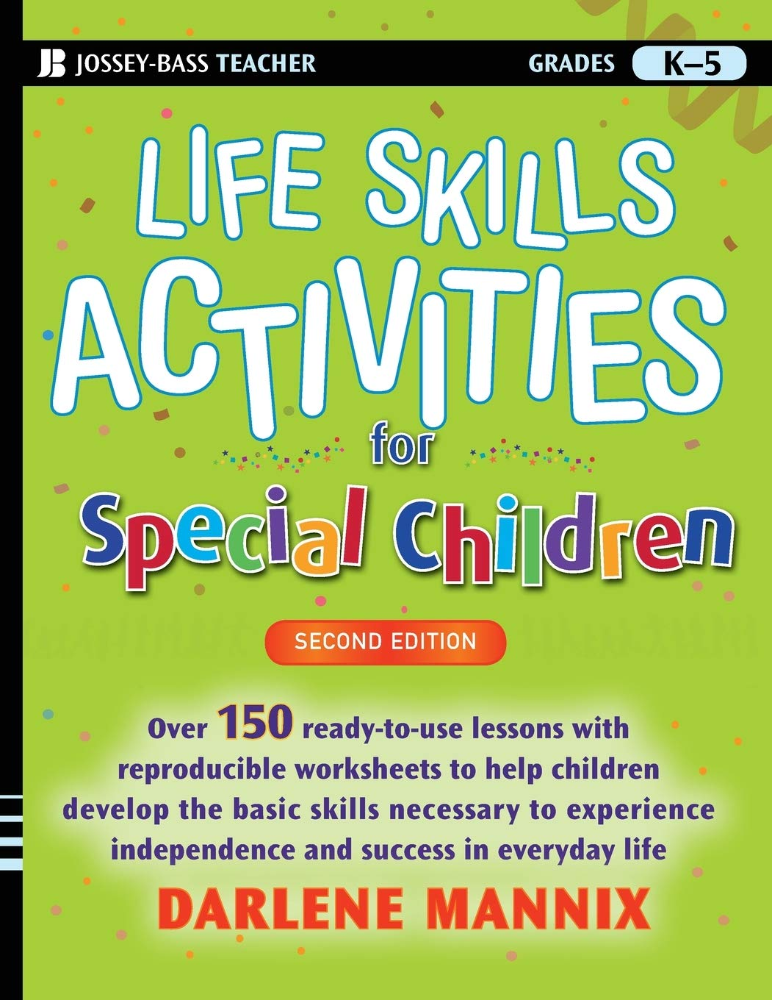 JB JOSSEY-BASS TEACHER GRADES K–5
LIFE SKILLS
ACTIVITIES
for
Special Children
SECOND EDITION
Over 150 ready-to-use lessons with
reproducible worksheets to help children
develop the basic skills necessary to experience
independence and success in everyday life
DARLENE MANNIX